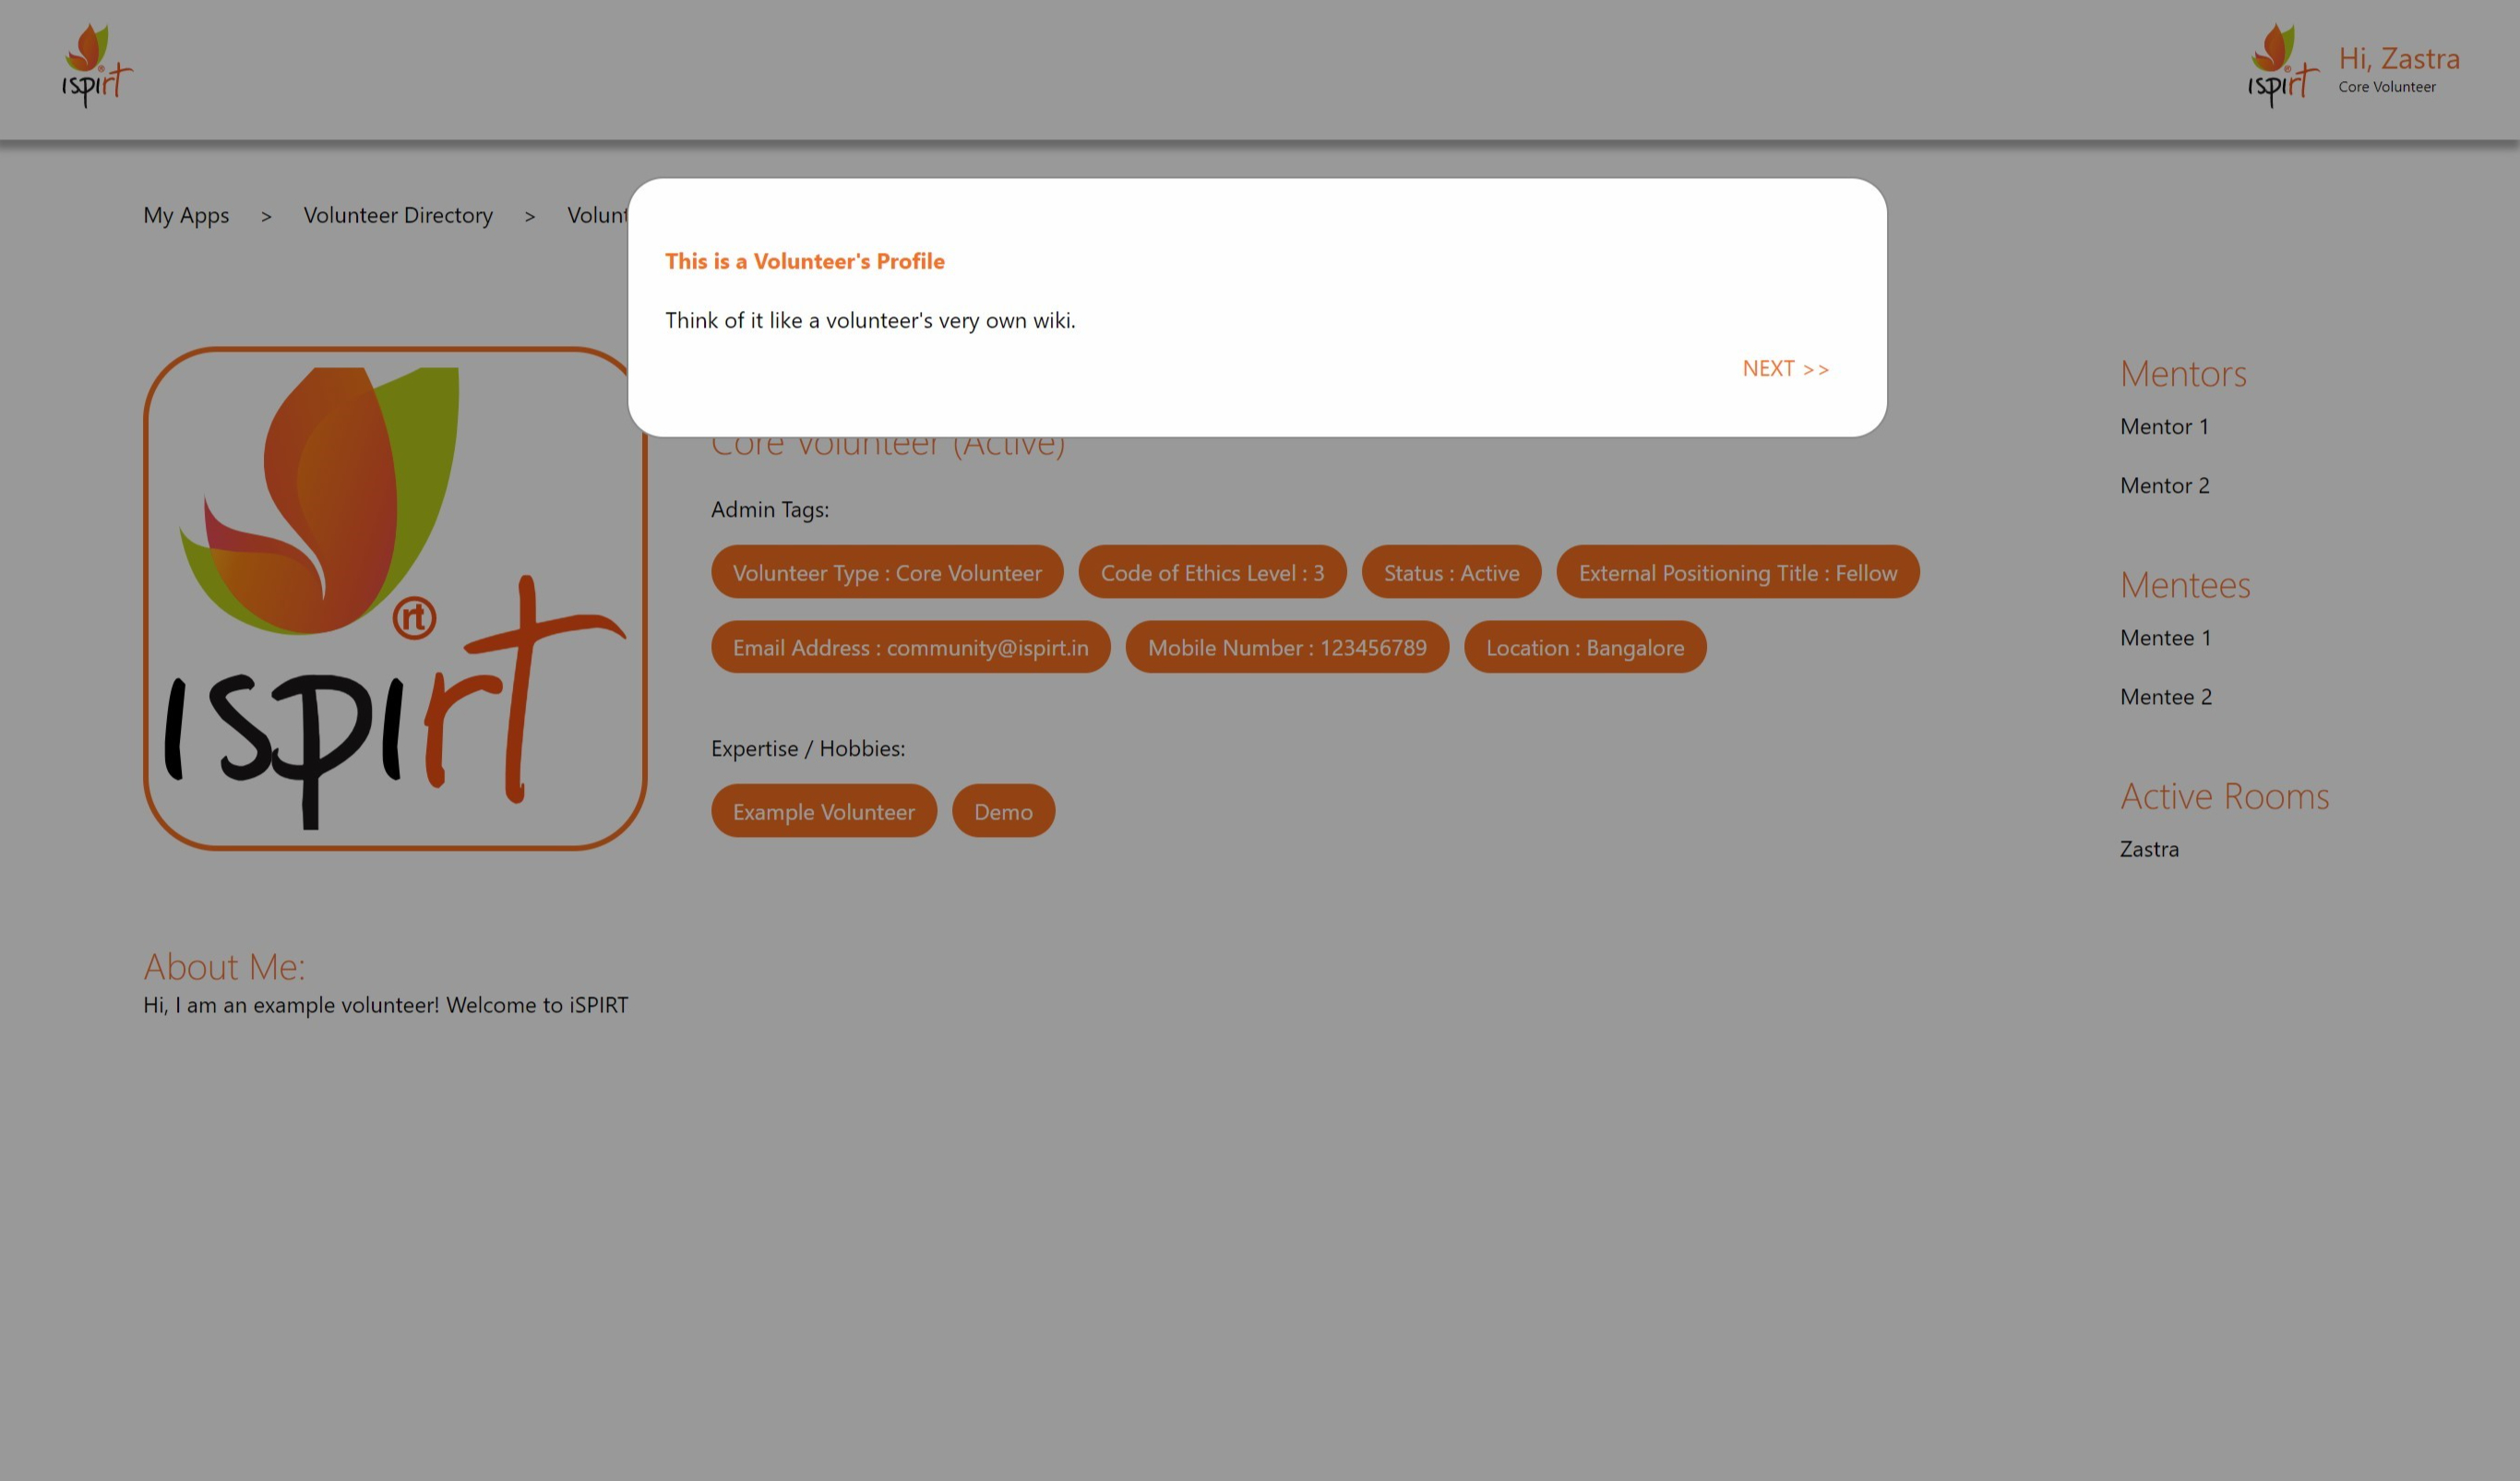 ispirt
ispirt
Hi, Zastra
Core Volunteer
My Apps > Volunteer Directory >
This is a Volunteer's Profile
Think of it like a volunteer's very own wiki.
NEXT >>
Core Volunteer (Active)
Admin Tags:
Volunteer Type : Core Volunteer
Code of Ethics Level : 3
Status : Active
External Positioning Title : Fellow
Email Address : community@ispirt.in
Mobile Number : 123456789
Location : Bangalore
Expertise / Hobbies:
Example Volunteer
Demo
rt
ispirt
About Me:
Hi, I am an example volunteer! Welcome to iSPIRT
Mentors
Mentor 1
Mentor 2
Mentees
Mentee 1
Mentee 2
Active Rooms
Zastra